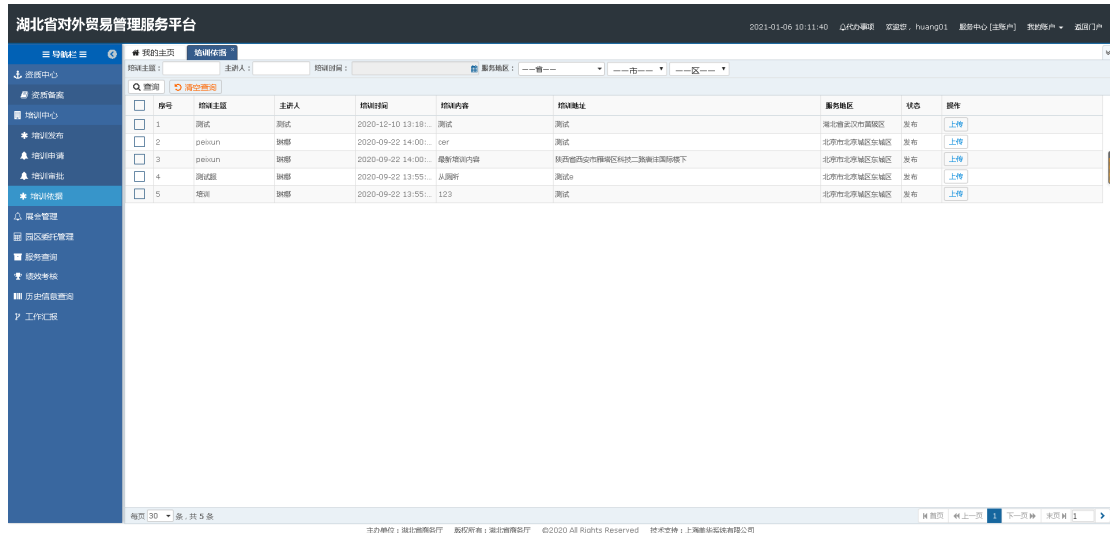 湖北省对外贸易管理服务平台
2021-01-06 10:11:40 代办事项 欢迎您，huang01 服务中心 [主账户] 我的账户 返回门户
导航栏 我的主页 培训依据 ×
资质中心
资质备案
培训中心
培训发布
培训申请
培训审批
培训依据
展会管理
园区委托管理
服务查询
绩效考核
历史信息查询
工作汇报
培训主题： 主讲人： 培训时间： 服务地区： ——省—— ——市—— ——区——
查询 清空查询
序号 培训主题 主讲人 培训时间 培训内容 培训地址 服务地区 状态 操作
1 测试 测试 2020-12-10 13:18:... 测试 测试 湖北省武汉市黄陂区 发布 上传
2 peixun 2020-09-22 14:00:... cer 测试 北京市北京城区东城区 发布 上传
3 peixun 2020-09-22 14:00:... 最新培训内容 陕西省西安市雁塔区科技二路奥注国际楼下 北京市北京城区东城区 发布 上传
4 测试题 2020-09-22 13:55:... 测试e 北京市北京城区东城区 发布 上传
5 培训 2020-09-22 13:55:... 123 测试 北京市北京城区东城区 发布 上传
每页 30 条，共 5 条 首页 上一页 1 下一页 末页 1
主办单位：湖北省商务厅 版权所有：湖北省商务厅 ©2020 All Rights Reserved 技术支持：上海美华系统有限公司